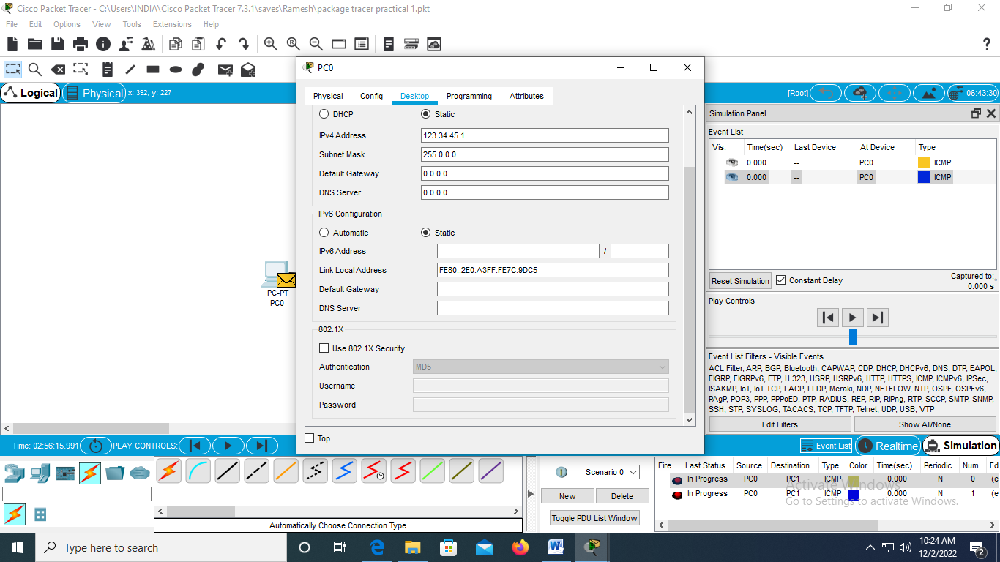 Cisco Packet Tracer - C:\Users\INDIA\Cisco Packet Tracer 7.3.1\saves\Ramesh\package tracer practical 1.pkt
File Edit Options View Tools Extensions Help
Logical Physical x: 392, y: 227
[Root] 06:43:30
PC0
Physical Config Desktop Programming Attributes
DHCP Static
IPv4 Address 123.34.45.1
Subnet Mask 255.0.0.0
Default Gateway 0.0.0.0
DNS Server 0.0.0.0
IPv6 Configuration
Automatic Static
IPv6 Address /
Link Local Address FE80::2E0:A3FF:FE7C:9DC5
Default Gateway
DNS Server
802.1X
Use 802.1X Security
Authentication MD5
Username
Password
Top
PC-PT
PC0
Simulation Panel
Event List
Vis. Time(sec) Last Device At Device Type
0.000 -- PC0 ICMP
0.000 -- PC0 ICMP
Reset Simulation Constant Delay Captured to:
0.000 s
Play Controls
Event List Filters - Visible Events
ACL Filter, ARP, BGP, Bluetooth, CAPWAP, CDP, DHCP, DHCPv6, DNS, DTP, EAPOL,
EIGRP, EIGRPv6, FTP, H.323, HSRP, HSRPv6, HTTP, HTTPS, ICMP, ICMPv6, IPSec,
ISAKMP, IoT, IoT TCP, LACP, LLDP, Meraki, NDP, NETFLOW, NTP, OSPF, OSPFv6,
PAgP, POP3, PPP, PPPoED, PTP, RADIUS, REP, RIP, RIPng, RTP, SCCP, SMTP, SNMP,
SSH, STP, SYSLOG, TACACS, TCP, TFTP, Telnet, UDP, USB, VTP
Edit Filters Show All/None
Time: 02:56:15.991 PLAY CONTROLS:
Event List Realtime Simulation
Automatically Choose Connection Type
Scenario 0
New Delete
Toggle PDU List Window
Fire Last Status Source Destination Type Color Time(sec) Periodic Num Ed
In Progress PC0 PC1 ICMP 0.000 N 0 (e
In Progress PC0 PC1 ICMP 0.000 N 1 (e
Activate Windows
Go to Settings to activate Windows.
Type here to search
10:24 AM
12/2/2022
2